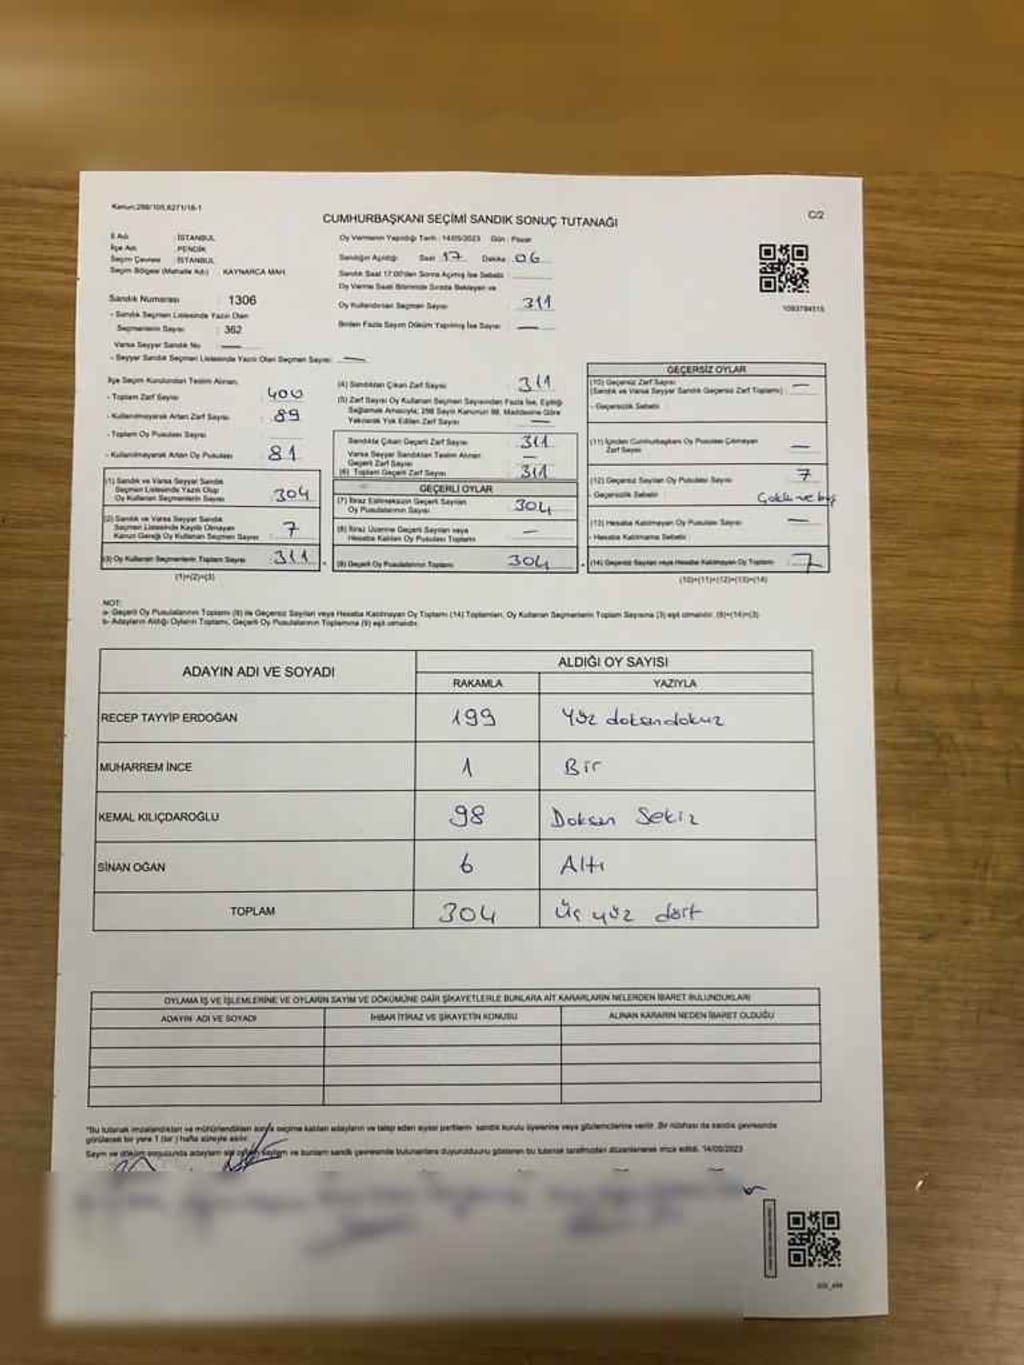 Kanun:298/105,6271/18-1
C/2
CUMHURBAŞKANI SEÇİMİ SANDIK SONUÇ TUTANAĞI
İl Adı : İSTANBUL
İlçe Adı : PENDİK
Seçim Çevresi : İSTANBUL
Seçim Bölgesi (Mahalle Adı) : KAYNARCA MAH.
Sandık Numarası : 1306
- Sandık Seçmen Listesinde Yazılı Olan
Seçmenlerin Sayısı : 362
Varsa Seyyar Sandık No : —
- Seyyar Sandık Seçmen Listesinde Yazılı Olan Seçmen Sayısı : —
Oy Vermenin Yapıldığı Tarih : 14/05/2023 Gün : Pazar
Sandığın Açıldığı Saat 17 Dakika 06
Sandık Saat 17:00'den Sonra Açılmış İse Sebebi
Oy Verme Saati Bitiminde Sırada Bekleyen ve
Oy Kullandırılan Seçmen Sayısı 311
Birden Fazla Sayım Döküm Yapılmış İse Sayısı —
1093784515
İlçe Seçim Kurulundan Teslim Alınan;
- Toplam Zarf Sayısı : 400
- Kullanılmayarak Artan Zarf Sayısı : 89
- Toplam Oy Pusulası Sayısı
- Kullanılmayarak Artan Oy Pusulası : 81
(1) Sandık ve Varsa Seyyar Sandık
Seçmen Listesinde Yazılı Olup
Oy Kullanan Seçmenlerin Sayısı : 304
(2) Sandık ve Varsa Seyyar Sandık
Seçmen Listesinde Kayıtlı Olmayan
Kanun Gereği Oy Kullanan Seçmen Sayısı : 7
(3) Oy Kullanan Seçmenlerin Toplam Sayısı : 311
(1)+(2)=(3)
(4) Sandıktan Çıkan Zarf Sayısı 311
(5) Zarf Sayısı Oy Kullanan Seçmen Sayısından Fazla İse, Eşitliği
Sağlamak Amacıyla; 298 Sayılı Kanunun 98. Maddesine Göre
Yakılarak Yok Edilen Zarf Sayısı —
Sandıkta Çıkan Geçerli Zarf Sayısı 311
Varsa Seyyar Sandıktan Teslim Alınan
Geçerli Zarf Sayısı —
(6) Toplam Geçerli Zarf Sayısı 311
GEÇERLİ OYLAR
(7) İtiraz Edilmeksizin Geçerli Sayılan
Oy Pusulalarının Sayısı 304
(8) İtiraz Üzerine Geçerli Sayılan veya
Hesaba Katılan Oy Pusulası Toplamı —
(9) Geçerli Oy Pusulalarının Toplamı 304
GEÇERSİZ OYLAR
(10) Geçersiz Zarf Sayısı
(Sandık ve Varsa Seyyar Sandık Geçersiz Zarf Toplamı) : —
- Geçersizlik Sebebi
(11) İçinden Cumhurbaşkanı Oy Pusulası Çıkmayan
Zarf Sayısı —
(12) Geçersiz Sayılan Oy Pusulası Sayısı : 7
- Geçersizlik Sebebi :
(13) Hesaba Katılmayan Oy Pusulası Sayısı : —
- Hesaba Katılmama Sebebi :
(14) Geçersiz Sayılan veya Hesaba Katılmayan Oy Toplamı : 7
(10)+(11)+(12)+(13)=(14)
NOT:
a- Geçerli Oy Pusulalarının Toplamı (9) ile Geçersiz Sayılan veya Hesaba Katılmayan Oy Toplamı (14) Toplamları, Oy Kullanan Seçmenlerin Toplam Sayısına (3) eşit olmalıdır. (9)+(14)=(3)
b- Adayların Aldığı Oyların Toplamı, Geçerli Oy Pusulalarının Toplamına (9) eşit olmalıdır.
ADAYIN ADI VE SOYADI
ALDIĞI OY SAYISI
RAKAMLA YAZIYLA
RECEP TAYYİP ERDOĞAN 199 Yüz doksandokuz
MUHARREM İNCE 1 Bir
KEMAL KILIÇDAROĞLU 98 Doksan Sekiz
SİNAN OĞAN 6 Altı
TOPLAM 304 Üç yüz dört
OYLAMA İŞ VE İŞLEMLERİNE VE OYLARIN SAYIM VE DÖKÜMÜNE DAİR ŞİKAYETLERLE BUNLARA AİT KARARLARIN NELERDEN İBARET BULUNDUKLARI
ADAYIN ADI VE SOYADI İHBAR İTİRAZ VE ŞİKAYETİN KONUSU ALINAN KARARIN NEDEN İBARET OLDUĞU
*Bu tutanak imzalandıktan ve mühürlendikten sonra seçime katılan adayların ve talep eden siyasi partilerin sandık kurulu üyelerine veya gözlemcilerine verilir. Bir nüshası da sandık çevresinde
görülecek bir yere 1 (bir) hafta süreyle asılır.
Sayım ve döküm sonucunda adayların oyların ve bunların sandık çevresinde bulunanlara duyurulduğunu gösteren bu tutanak tarafımızdan düzenlenerek imza edildi. 14/05/2023